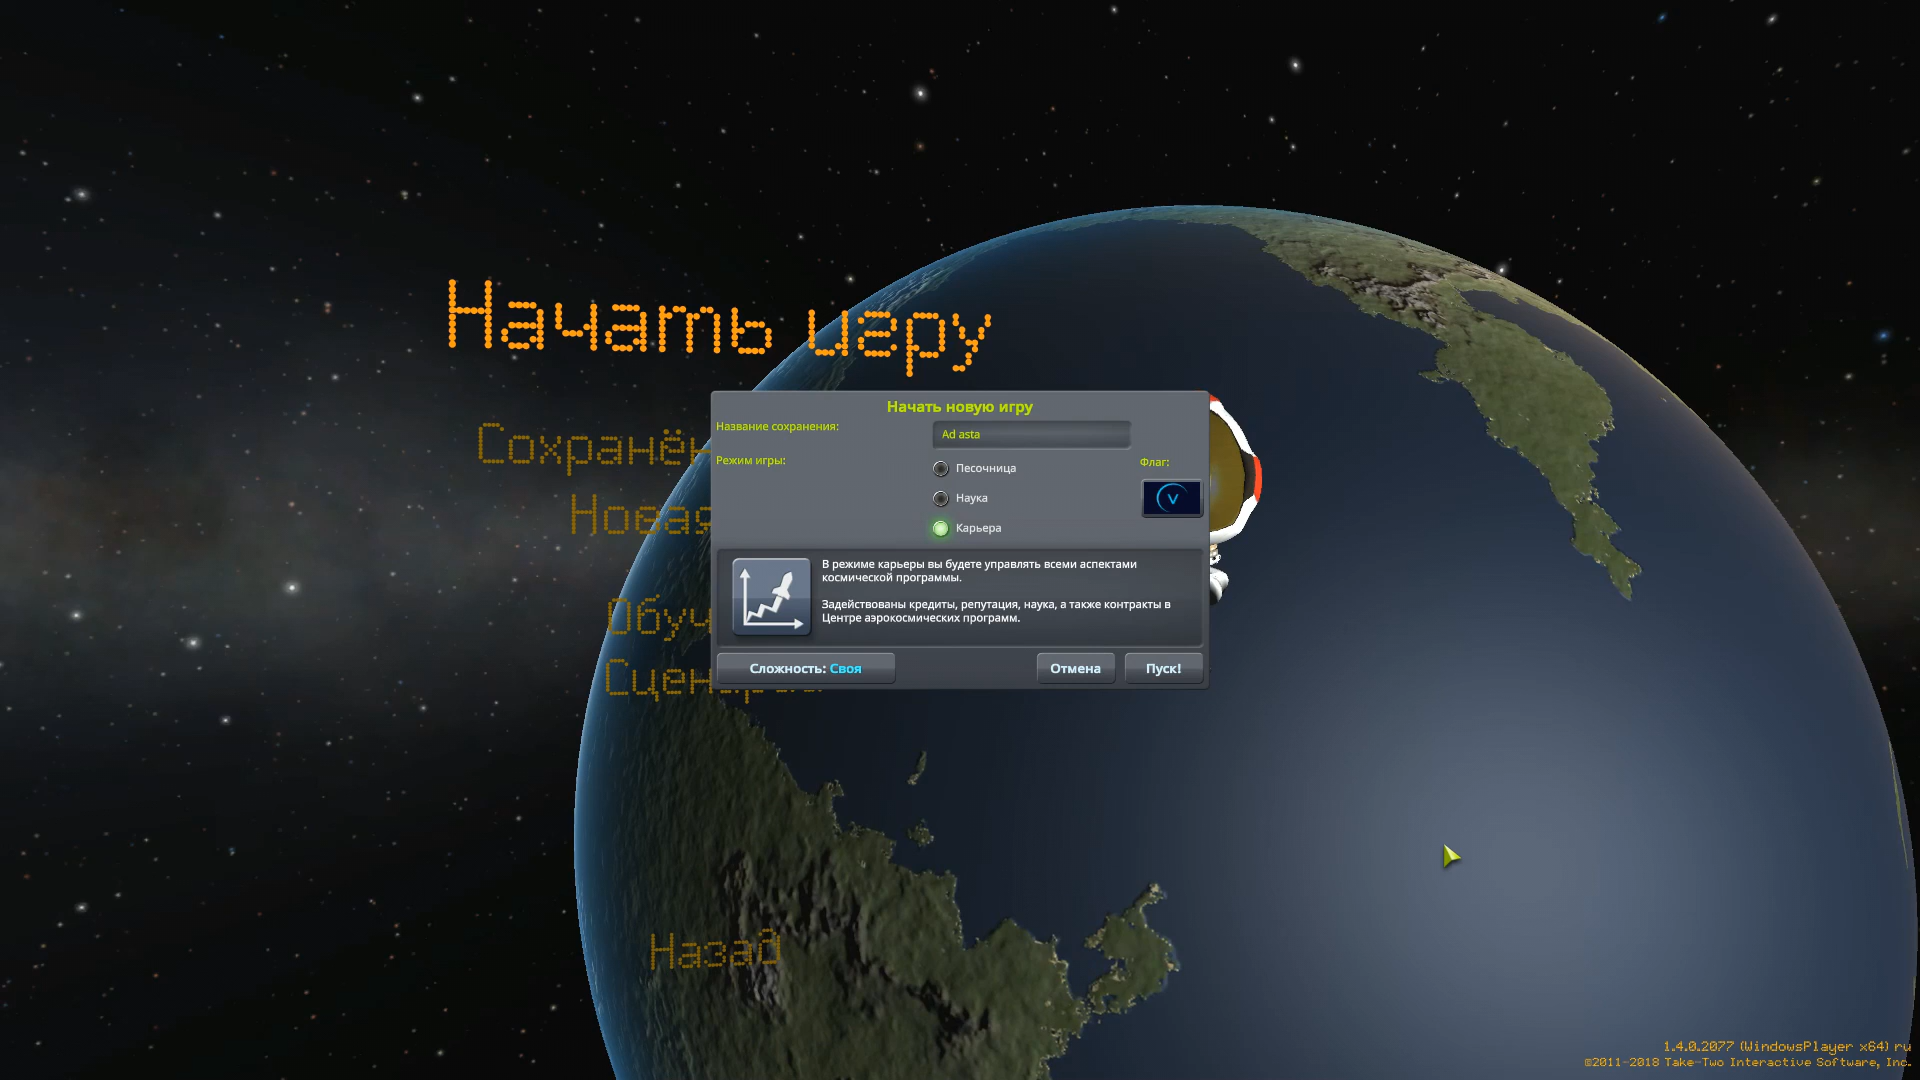 Начать игру
Начать новую игру
Название сохранения:
Ad asta
Режим игры:
Песочница
Флаг:
Наука
V
Карьера
В режиме карьеры вы будете управлять всеми аспектами
космической программы.
Задействованы кредиты, репутация, наука, а также контракты в
Центре аэрокосмических программ.
Сложность: Своя
Отмена
Пуск!
Назад
1.4.0.2077 (WindowsPlayer x64) ru
©2011-2018 Take-Two Interactive Software, Inc.